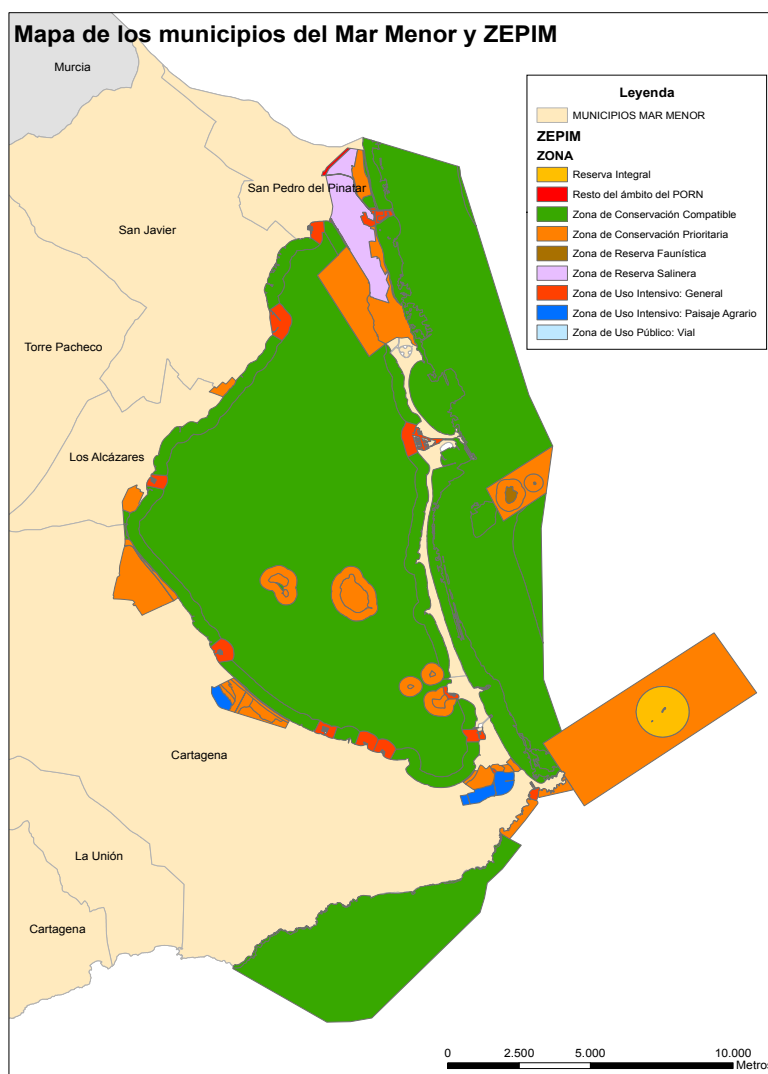 Mapa de los municipios del Mar Menor y ZEPIM
Murcia
Leyenda
MUNICIPIOS MAR MENOR
ZEPIM
ZONA
Reserva Integral
Resto del ámbito del PORN
Zona de Conservación Compatible
Zona de Conservación Prioritaria
Zona de Reserva Faunística
Zona de Reserva Salinera
Zona de Uso Intensivo: General
Zona de Uso Intensivo: Paisaje Agrario
Zona de Uso Público: Vial
San Pedro del Pinatar
San Javier
Torre Pacheco
Los Alcázares
Cartagena
La Unión
Cartagena
0 2.500 5.000 10.000
Metros